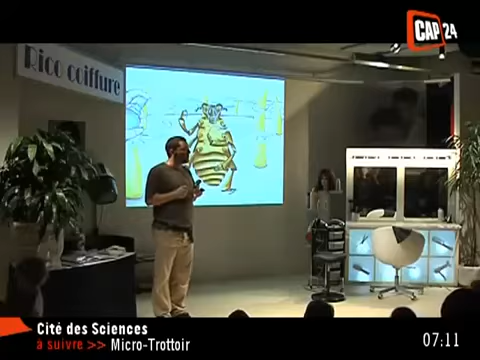 CAP 24
Rico coiffure
Cité des Sciences
à suivre >> Micro-Trottoir
07:11